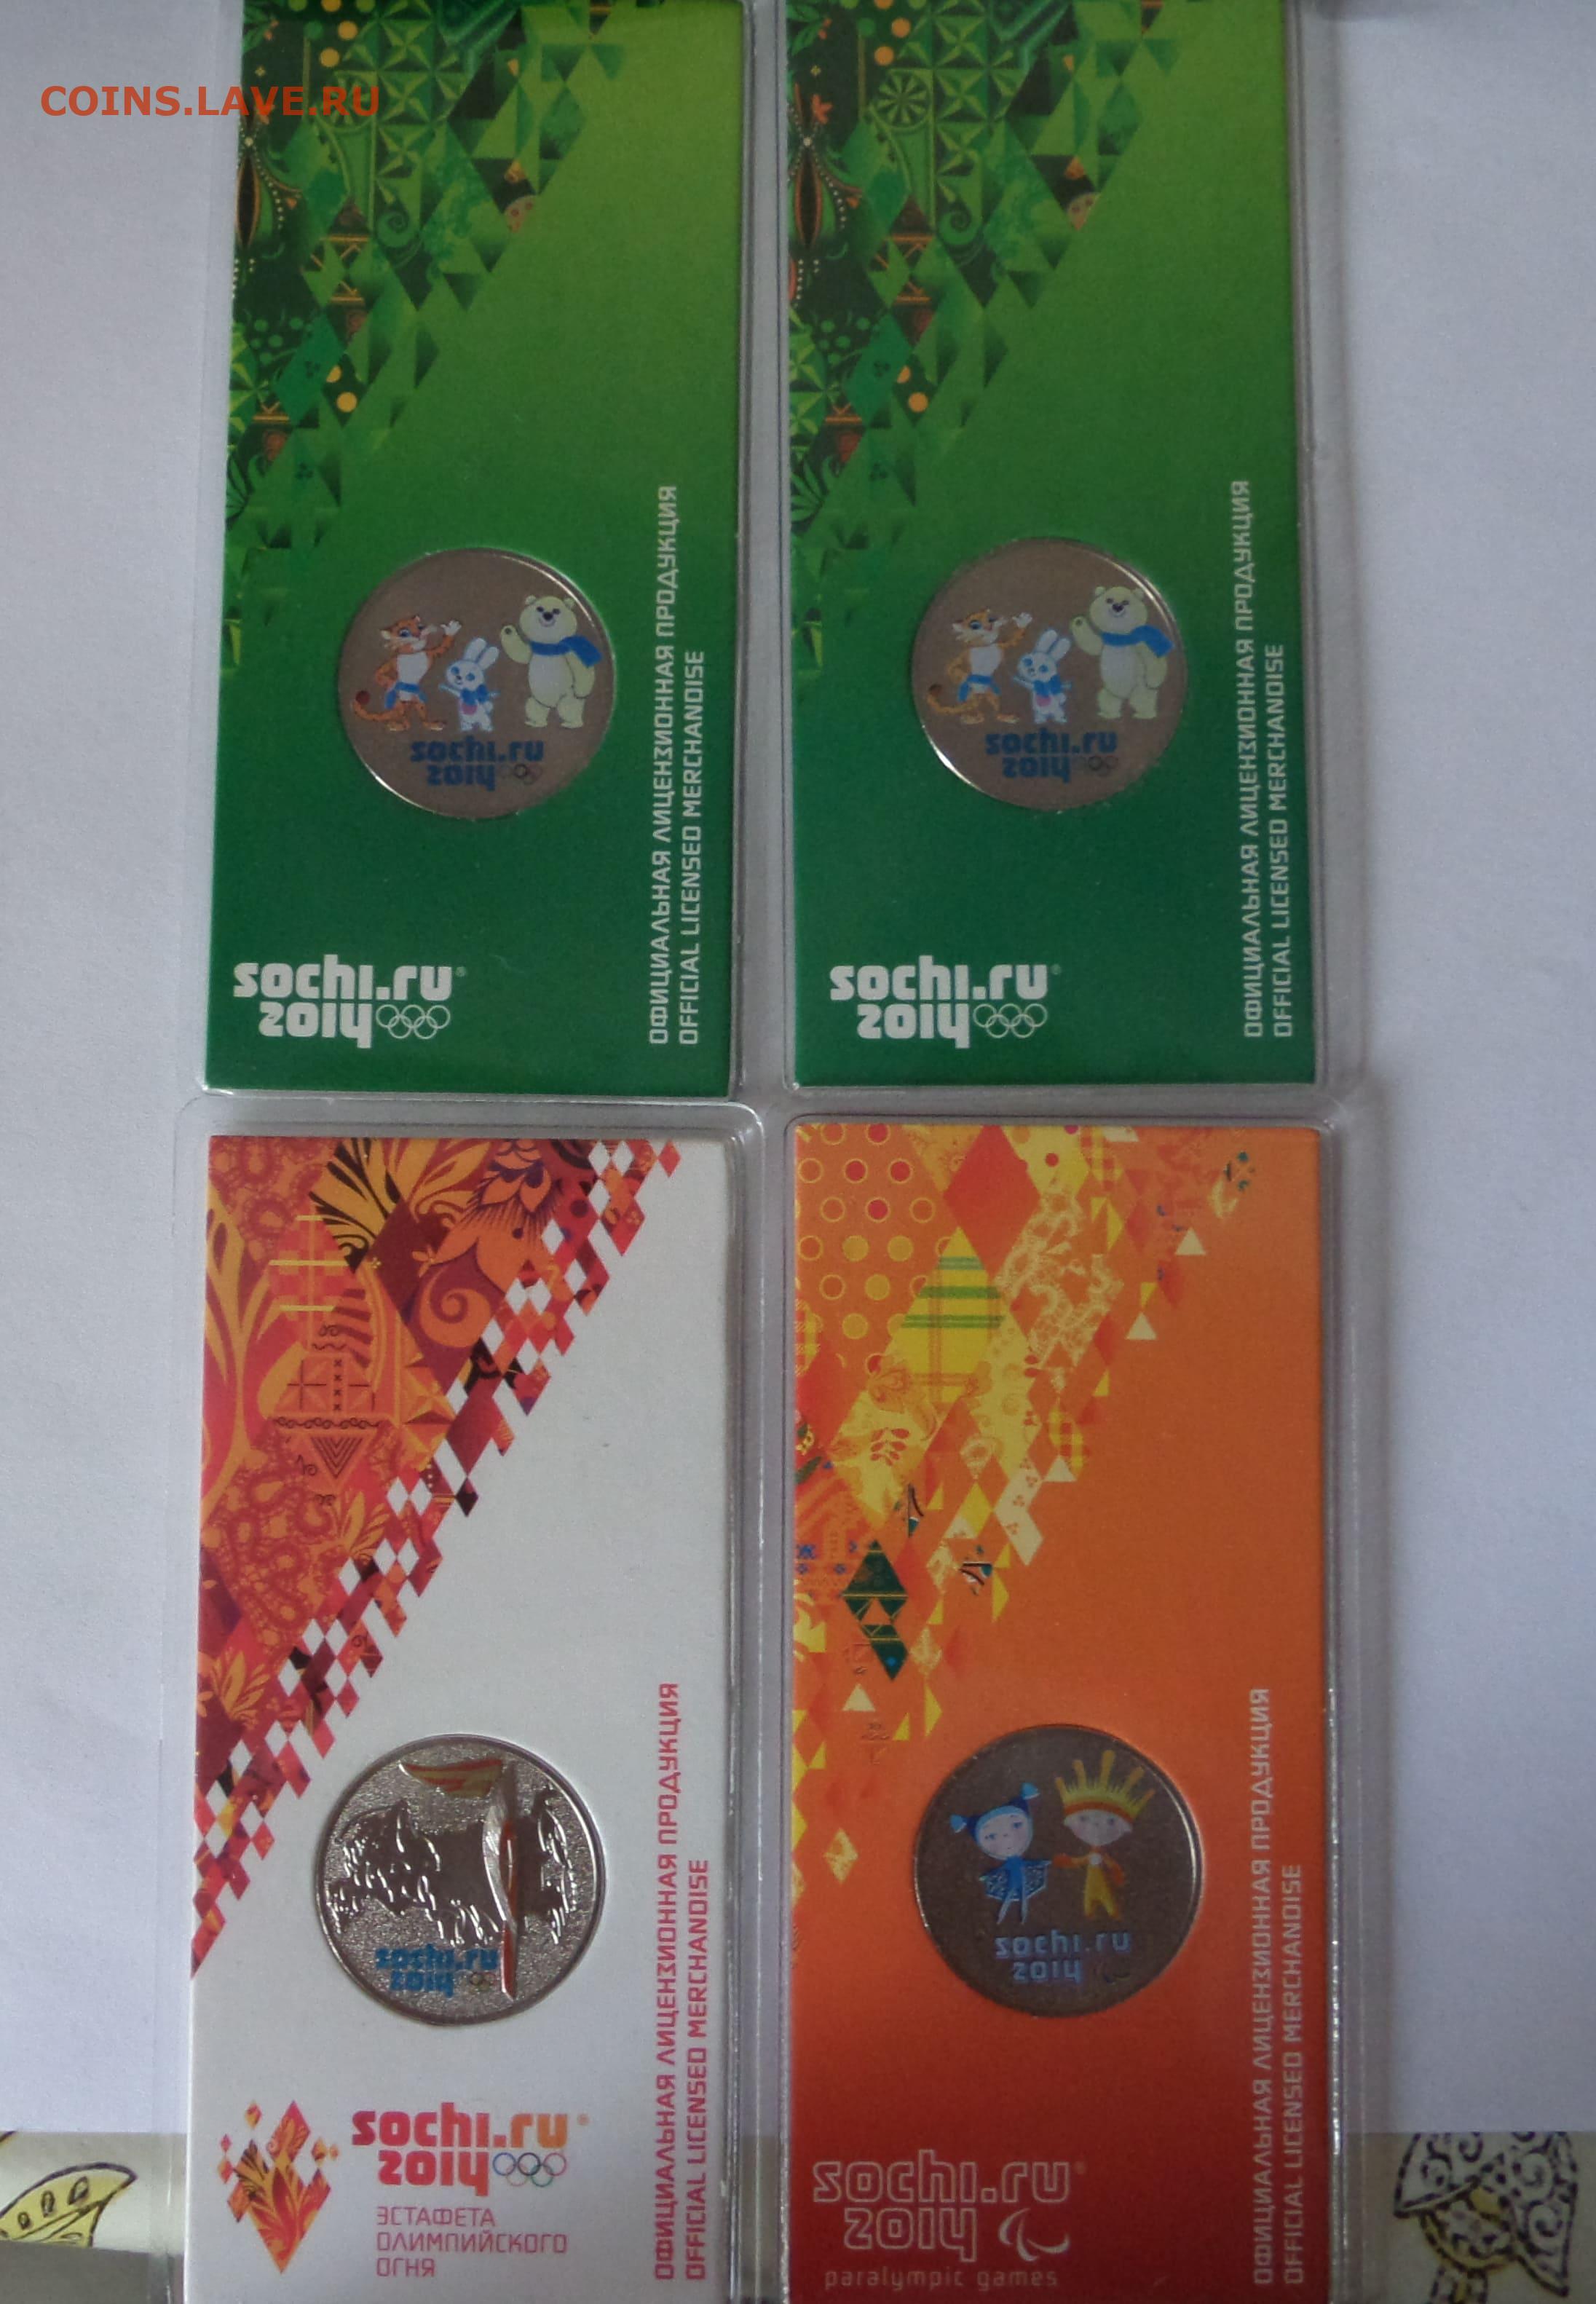 COINS.LAVE.RU
sochi.ru
2014
ОФИЦИАЛЬНАЯ ЛИЦЕНЗИОННАЯ ПРОДУКЦИЯ
OFFICIAL LICENSED MERCHANDISE
sochi.ru®
2014
sochi.ru
2014
ОФИЦИАЛЬНАЯ ЛИЦЕНЗИОННАЯ ПРОДУКЦИЯ
OFFICIAL LICENSED MERCHANDISE
sochi.ru®
2014
sochi.ru
2014
ОФИЦИАЛЬНАЯ ЛИЦЕНЗИОННАЯ ПРОДУКЦИЯ
OFFICIAL LICENSED MERCHANDISE
sochi.ru®
2014
ЭСТАФЕТА
ОЛИМПИЙСКОГО
ОГНЯ
sochi.ru
2014
ОФИЦИАЛЬНАЯ ЛИЦЕНЗИОННАЯ ПРОДУКЦИЯ
OFFICIAL LICENSED MERCHANDISE
sochi.ru®
2014
paralympic games